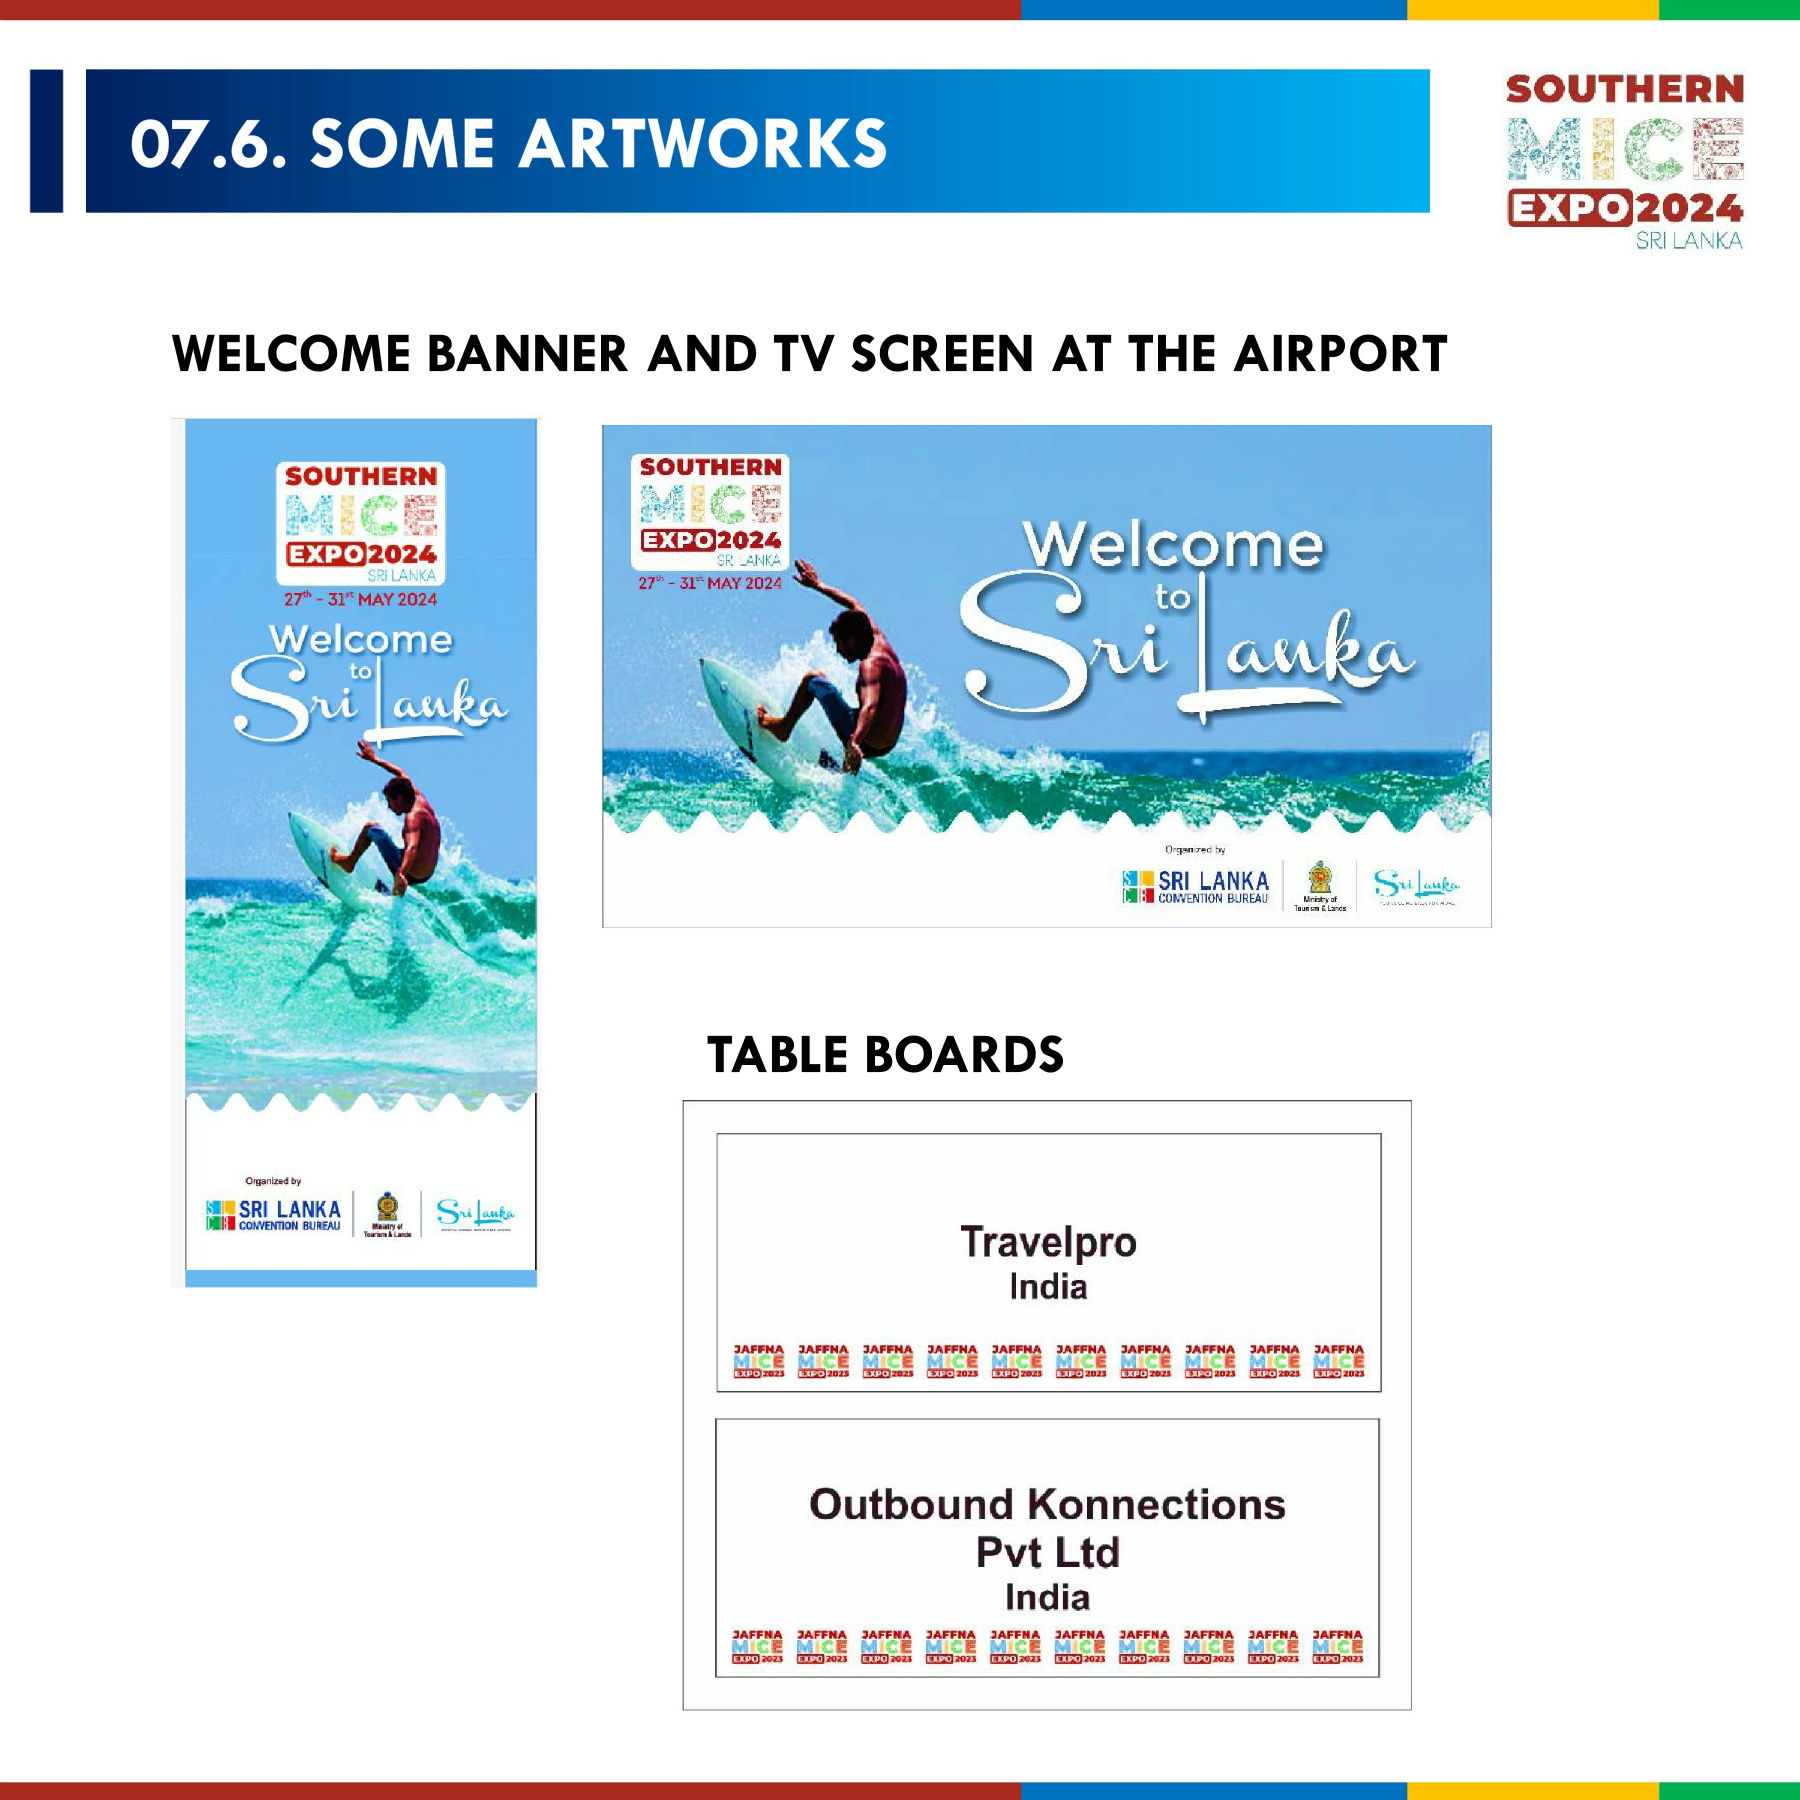 07.6. SOME ARTWORKS
SOUTHERN
MICE
EXPO2024
SRI LANKA
WELCOME BANNER AND TV SCREEN AT THE AIRPORT
SOUTHERN
MICE
EXPO2024
SRI LANKA
27th - 31st MAY 2024
Welcome
to
Sri Lanka
Organized by
SL
CB
SRI LANKA
CONVENTION BUREAU
Ministry of
Tourism & Lands
Sri Lanka
SOUTHERN
MICE
EXPO2024
SRI LANKA
27th - 31st MAY 2024
Welcome
to
Sri Lanka
Organized by
SL
CB
SRI LANKA
CONVENTION BUREAU
Ministry of
Tourism & Lands
Sri Lanka
TABLE BOARDS
Travelpro
India
JAFFNA JAFFNA JAFFNA JAFFNA JAFFNA JAFFNA JAFFNA JAFFNA JAFFNA JAFFNA
MICE MICE MICE MICE MICE MICE MICE MICE MICE MICE
EXPO 2023 EXPO 2023 EXPO 2023 EXPO 2023 EXPO 2023 EXPO 2023 EXPO 2023 EXPO 2023 EXPO 2023 EXPO 2023
Outbound Konnections
Pvt Ltd
India
JAFFNA JAFFNA JAFFNA JAFFNA JAFFNA JAFFNA JAFFNA JAFFNA JAFFNA JAFFNA
MICE MICE MICE MICE MICE MICE MICE MICE MICE MICE
EXPO 2023 EXPO 2023 EXPO 2023 EXPO 2023 EXPO 2023 EXPO 2023 EXPO 2023 EXPO 2023 EXPO 2023 EXPO 2023